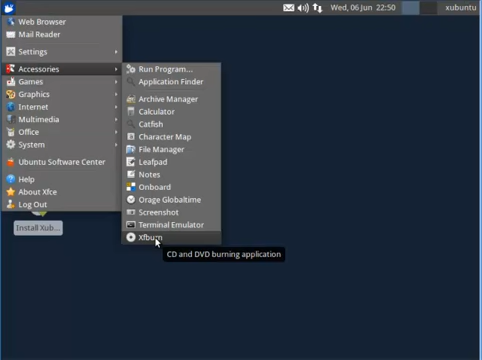 Wed, 06 Jun 22:50
xubuntu
Web Browser
Mail Reader
Settings
Accessories
Games
Graphics
Internet
Multimedia
Office
System
Ubuntu Software Center
Help
About Xfce
Log Out
Run Program...
Application Finder
Archive Manager
Calculator
Catfish
Character Map
File Manager
Leafpad
Notes
Onboard
Orage Globaltime
Screenshot
Terminal Emulator
Xfburn
CD and DVD burning application
Install Xub...